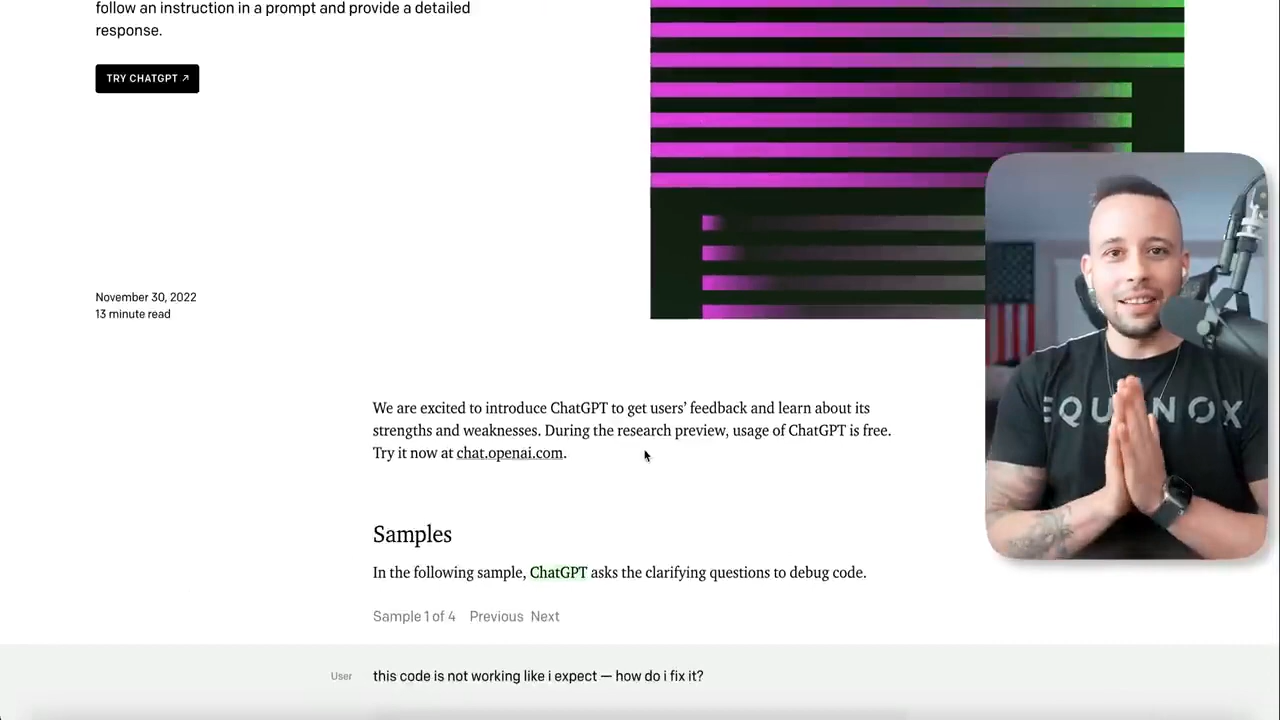 follow an instruction in a prompt and provide a detailed
response.
TRY CHATGPT ↗
November 30, 2022
13 minute read
We are excited to introduce ChatGPT to get users’ feedback and learn about its
strengths and weaknesses. During the research preview, usage of ChatGPT is free.
Try it now at chat.openai.com.
Samples
In the following sample, ChatGPT asks the clarifying questions to debug code.
Sample 1 of 4 Previous Next
User this code is not working like i expect — how do i fix it?